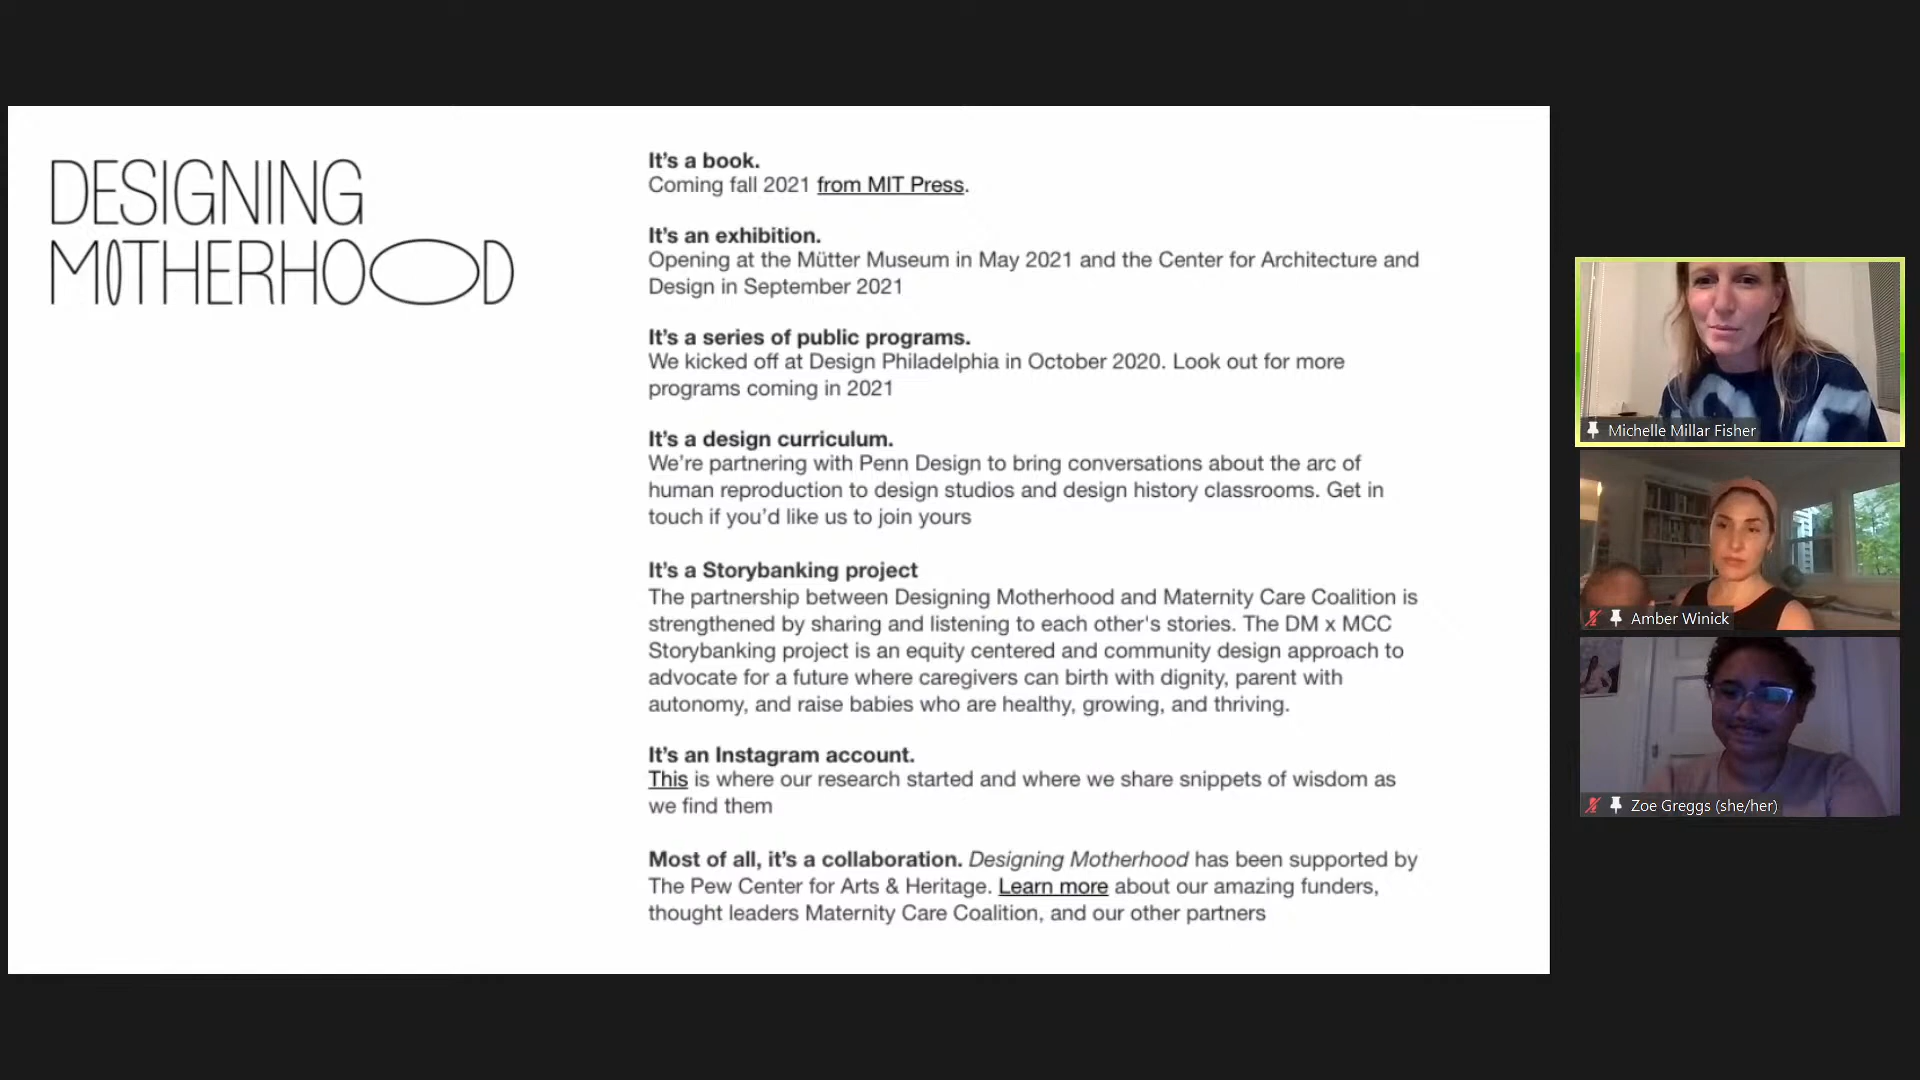 DESIGNING
MOTHERHOOD
It's a book.
Coming fall 2021 from MIT Press.
It's an exhibition.
Opening at the Mütter Museum in May 2021 and the Center for Architecture and
Design in September 2021
It's a series of public programs.
We kicked off at Design Philadelphia in October 2020. Look out for more
programs coming in 2021
It's a design curriculum.
We're partnering with Penn Design to bring conversations about the arc of
human reproduction to design studios and design history classrooms. Get in
touch if you'd like us to join yours
It's a Storybanking project
The partnership between Designing Motherhood and Maternity Care Coalition is
strengthened by sharing and listening to each other's stories. The DM x MCC
Storybanking project is an equity centered and community design approach to
advocate for a future where caregivers can birth with dignity, parent with
autonomy, and raise babies who are healthy, growing, and thriving.
It's an Instagram account.
This is where our research started and where we share snippets of wisdom as
we find them
Most of all, it's a collaboration. Designing Motherhood has been supported by
The Pew Center for Arts & Heritage. Learn more about our amazing funders,
thought leaders Maternity Care Coalition, and our other partners
Michelle Millar Fisher
Amber Winick
Zoe Greggs (she/her)